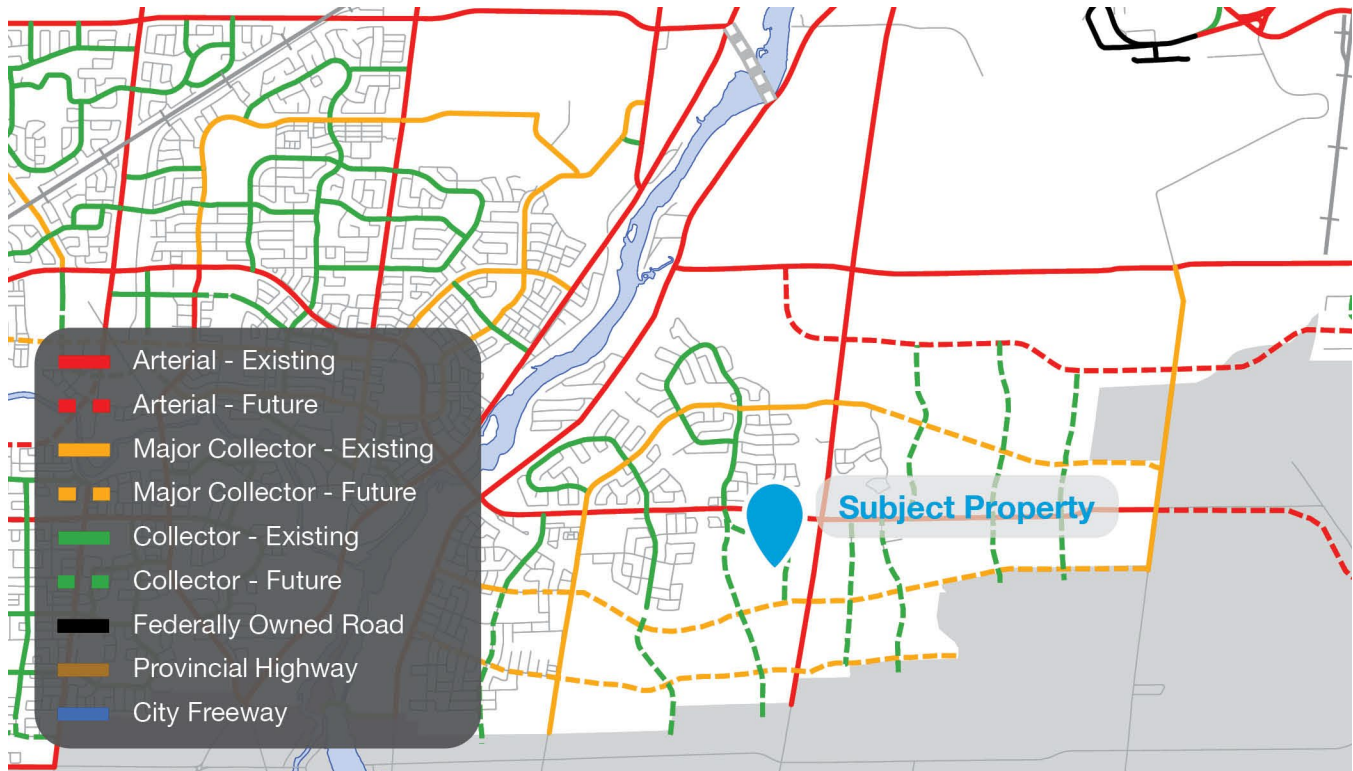 Arterial - Existing
Arterial - Future
Major Collector - Existing
Major Collector - Future
Collector - Existing
Collector - Future
Federally Owned Road
Provincial Highway
City Freeway
Subject Property